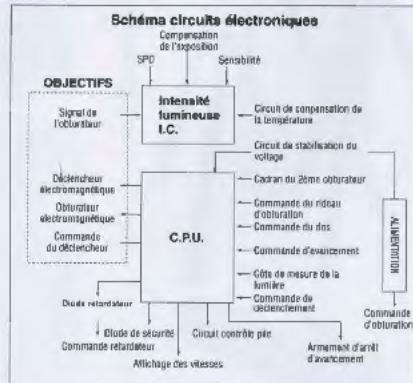 Schéma circuits électroniques
Compensation
de l'exposition
SPD
Sensibilité
OBJECTIFS
Signal de
l'obturateur
Intensité
lumineuse
I.C.
Circuit de conpensation de
la température
Circuit de stabilisation du
voltage
Déclencheur
électromagnétique
Obturateur
électromagnétique
Commande
du déclencheur
C.P.U.
Cadran du 2ème obturateur
Commande du rideau
d'obturation
Commande du dos
Commande d'avancement
Côte de mesure de la
lumière
Commande de
déclenchement
ALIMENTATION
Diode retardateur
Diode de sécurité
Commande retardateur
Circuit contrôle pile
Affichage des vitesses
Armement d'arrêt
d'avancement
Commande
d'obturation